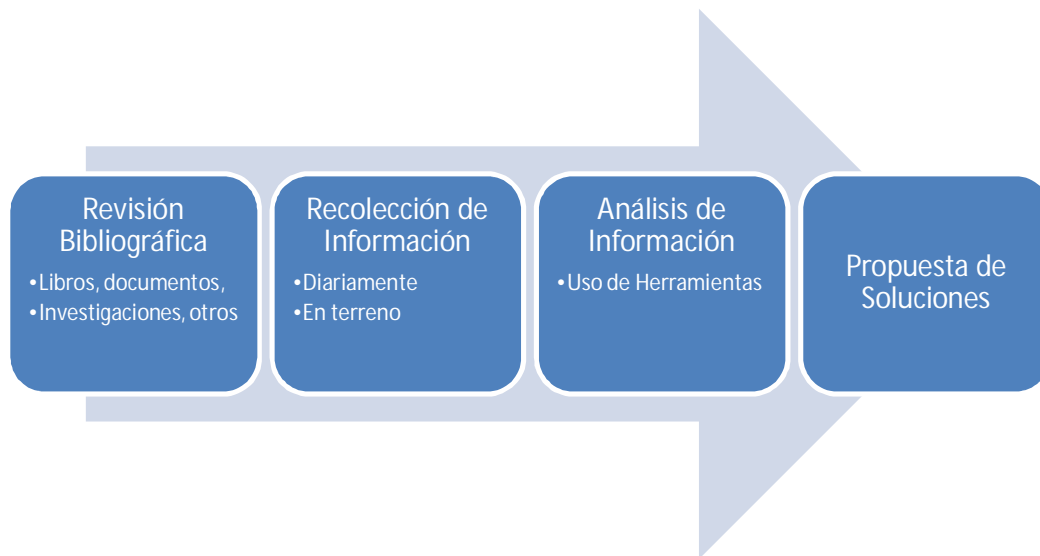 Revisión
Bibliográfica
•Libros, documentos,
•Investigaciones, otros
Recolección de
Información
•Diariamente
•En terreno
Análisis de
Información
•Uso de Herramientas
Propuesta de
Soluciones